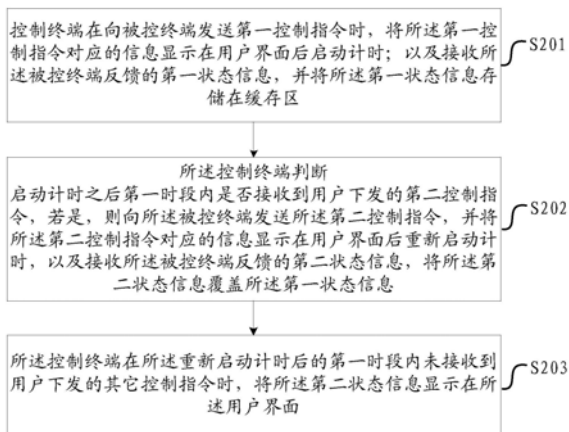 控制终端在向被控终端发送第一控制指令时，将所述第一控
制指令对应的信息显示在用户界面后启动计时；以及接收所
述被控终端反馈的第一状态信息，并将所述第一状态信息存
储在缓存区
S201
所述控制终端判断
启动计时之后第一时段内是否接收到用户下发的第二控制指
令，若是，则向所述被控终端发送所述第二控制指令，并将
所述第二控制指令对应的信息显示在用户界面后重新启动计
时，以及接收所述被控终端反馈的第二状态信息，将所述第
二状态信息覆盖所述第一状态信息
S202
所述控制终端在所述重新启动计时后的第一时段内未接收到
用户下发的其它控制指令时，将所述第二状态信息显示在所
述用户界面
S203